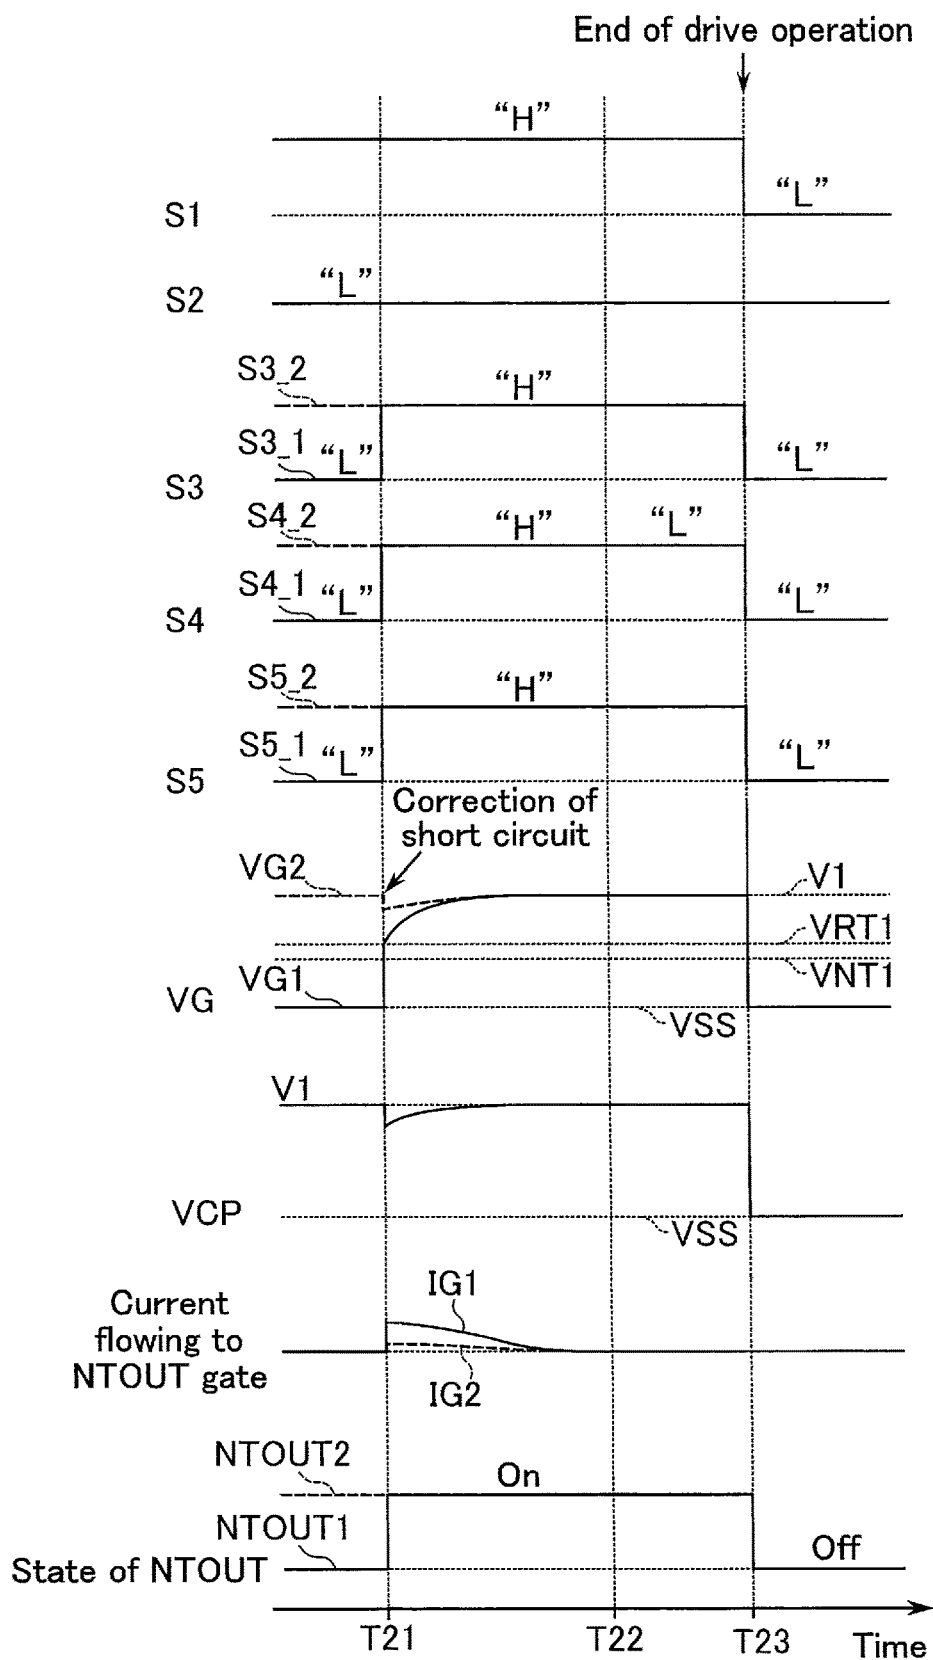 End of drive operation
“H”
“L”
S1
“L”
S2
S3_2
“H”
S3_1 “L”
“L”
S3
S4_2
“H” “L”
S4_1 “L”
“L”
S4
S5_2
“H”
S5_1 “L”
“L”
S5
Correction of
short circuit
VG2
V1
VRT1
VNT1
VG1
VG
VSS
V1
VCP
VSS
IG1
Current
flowing to
NTOUT gate
IG2
NTOUT2
On
NTOUT1
Off
State of NTOUT
T21 T22 T23 Time